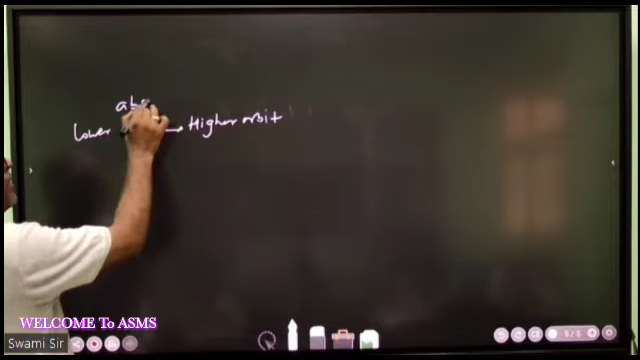 abs
Lower → Higher orbit
WELCOME To ASMS
Swami Sir
5/5